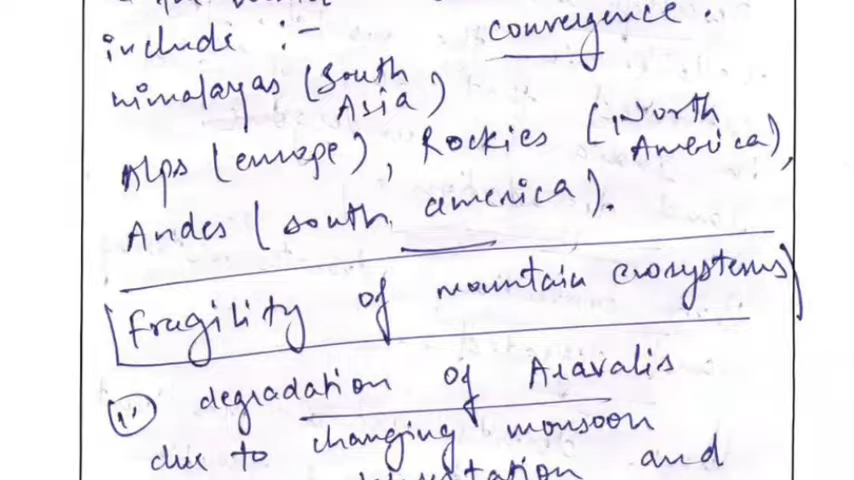 include :- convergence.
Himalayas (South
Asia)
Alps (europe), Rockies (North
America),
Andes (south america).
Fragility of mountain ecosystems
1) degradation of Aravalis
due to changing monsoon
and